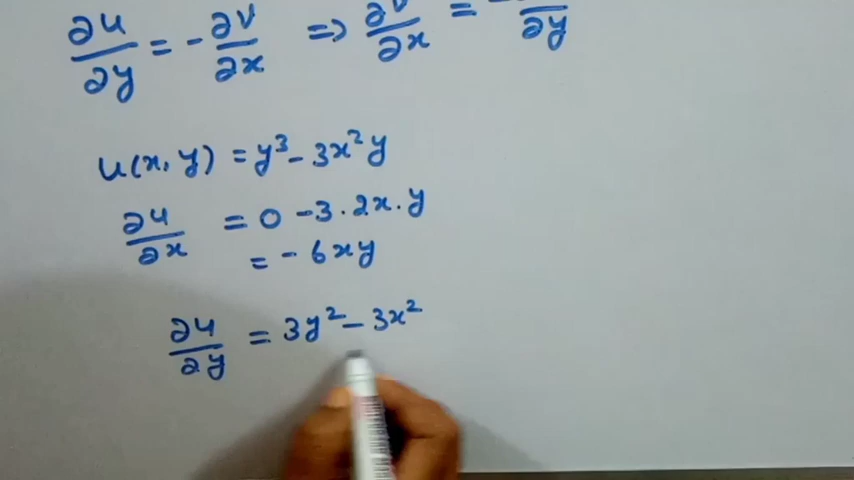 ∂u/∂y = -∂v/∂x ⇒ ∂v/∂x = -∂u/∂y
u(x, y) = y³ - 3x²y
∂u/∂x = 0 - 3 · 2x · y
= - 6xy
∂u/∂y = 3y² - 3x²